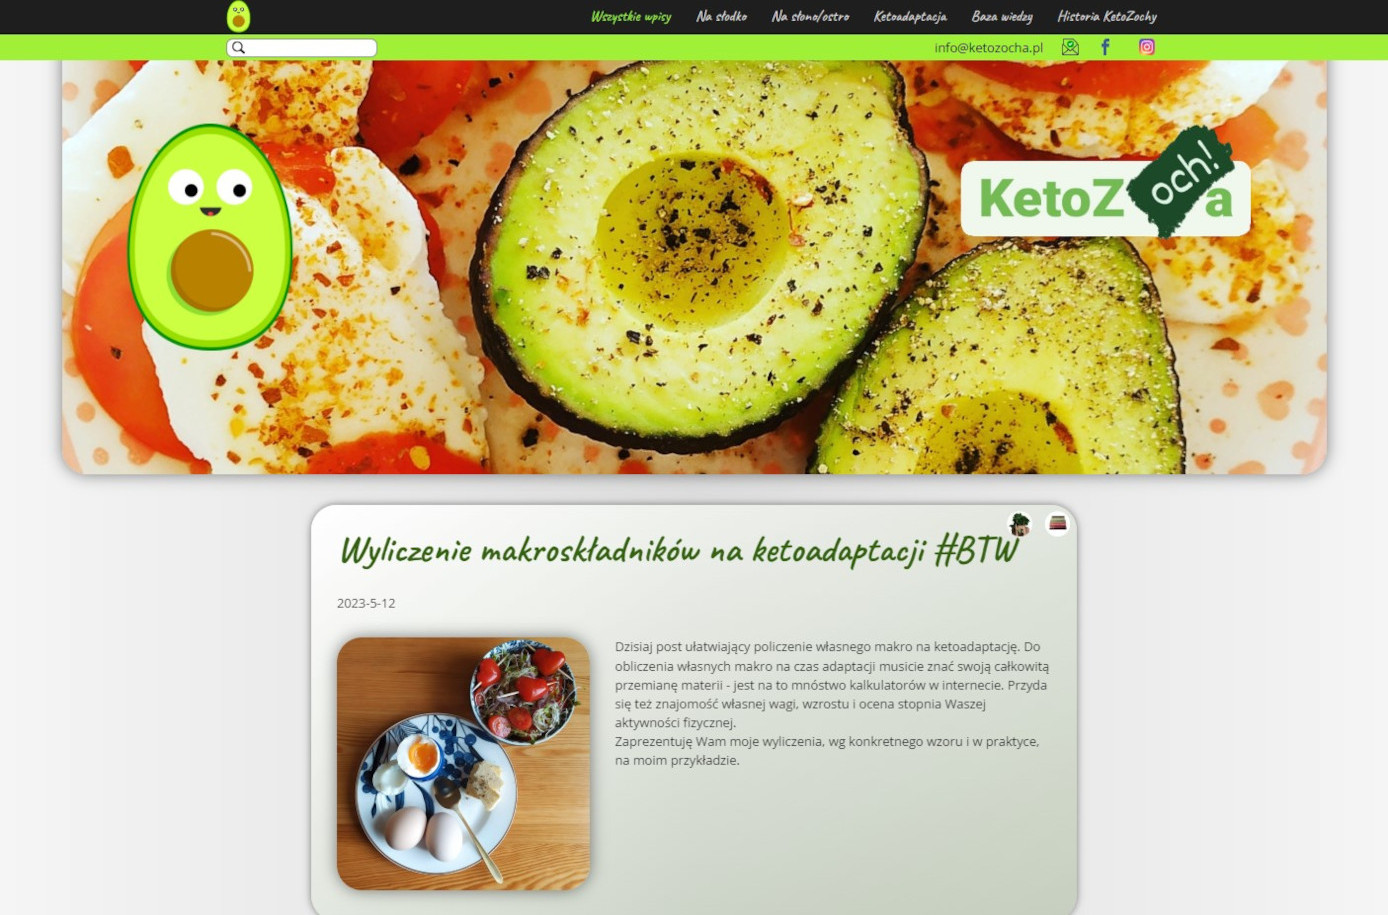 Wszystkie wpisy Na słodko Na słono/ostro Ketoadaptacja Baza wiedzy Historia KetoZochy
info@ketozocha.pl
KetoZocha
och!
Wyliczenie makroskładników na ketoadaptacji #BTW
2023-5-12
Dzisiaj post ułatwiający policzenie własnego makro na ketoadaptację. Do
obliczenia własnych makro na czas adaptacji musicie znać swoją całkowitą
przemianę materii - jest na to mnóstwo kalkulatorów w internecie. Przyda
się też znajomość własnej wagi, wzrostu i ocena stopnia Waszej
aktywności fizycznej.
Zaprezentuję Wam moje wyliczenia, wg konkretnego wzoru i w praktyce,
na moim przykładzie.